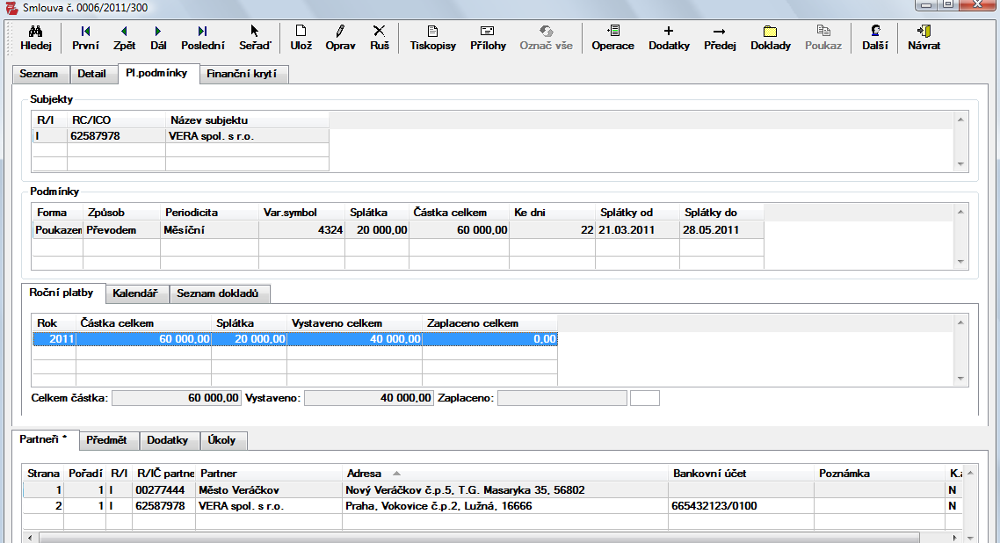 Smlouva č. 0006/2011/300
Hledej První Zpět Dál Poslední Seřaď Ulož Oprav Ruš Tiskopisy Přílohy Označ vše Operace Dodatky Předej Doklady Poukaz Další Návrat
Seznam Detail Pl.podmínky Finanční krytí
Subjekty
R/I RC/ICO Název subjektu
I 62587978 VERA spol. s r.o.
Podmínky
Forma Způsob Periodicita Var.symbol Splátka Částka celkem Ke dni Splátky od Splátky do
Poukazem Převodem Měsíční 4324 20 000,00 60 000,00 22 21.03.2011 28.05.2011
Roční platby Kalendář Seznam dokladů
Rok Částka celkem Splátka Vystaveno celkem Zaplaceno celkem
2011 60 000,00 20 000,00 40 000,00 0,00
Celkem částka: 60 000,00 Vystaveno: 40 000,00 Zaplaceno:
Partneři * Předmět Dodatky Úkoly
Strana Pořadí R/I R/IČ partne Partner Adresa Bankovní účet Poznámka K.a
1 1 I 00277444 Město Veráčkov Nový Veráčkov č.p.5, T.G. Masaryka 35, 56802 N
2 1 I 62587978 VERA spol. s r.o. Praha, Vokovice č.p.2, Lužná, 16666 665432123/0100 N